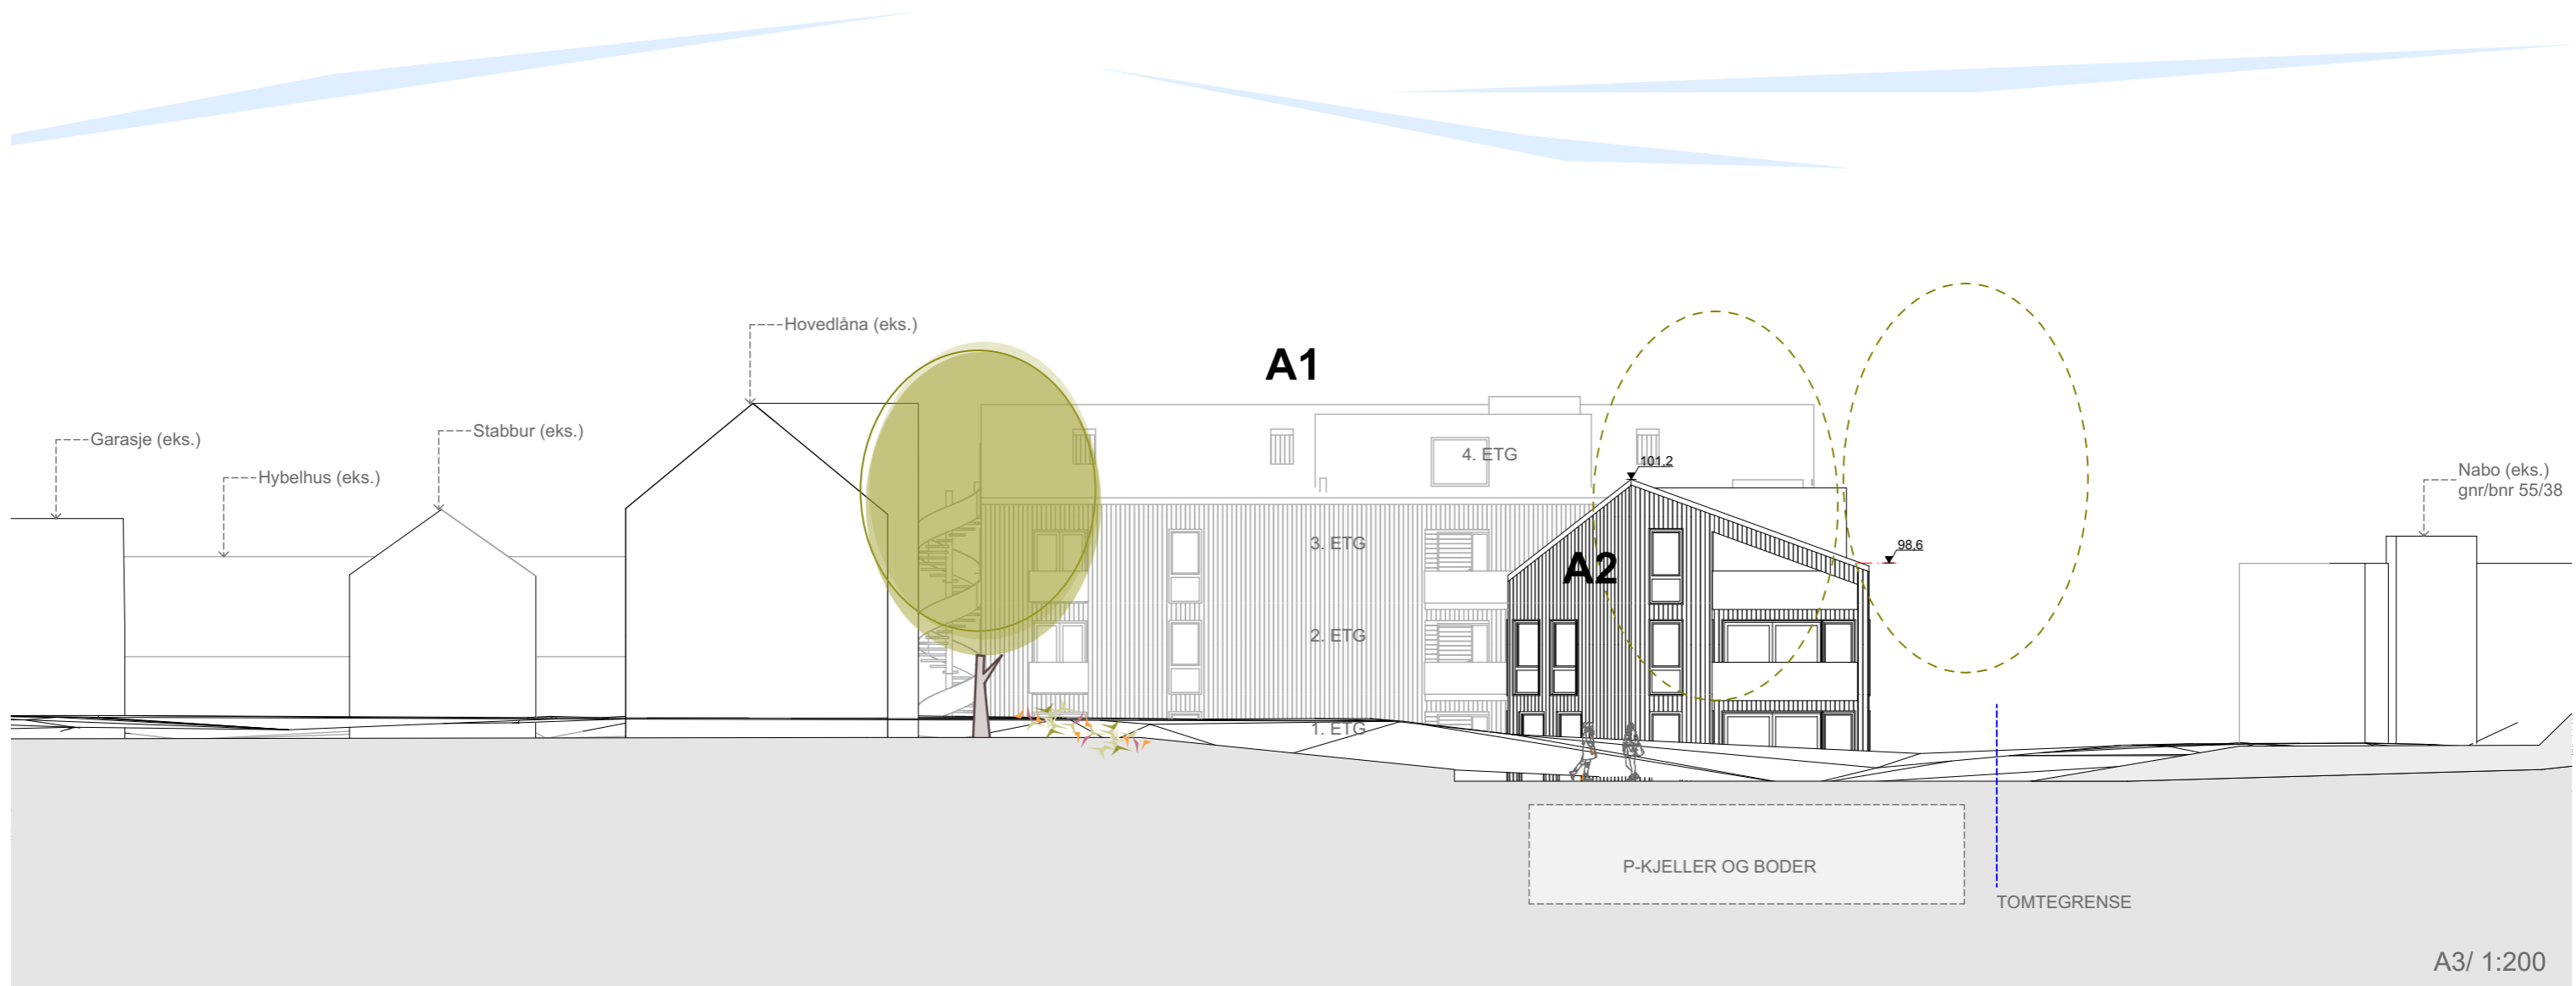 Hovedlåna (eks.)
A1
Garasje (eks.)
Stabbur (eks.)
Hybelhus (eks.)
4. ETG
101,2
Nabo (eks.)
gnr/bnr 55/38
3. ETG
98,6
A2
2. ETG
1. ETG
P-KJELLER OG BODER
TOMTEGRENSE
A3/ 1:200